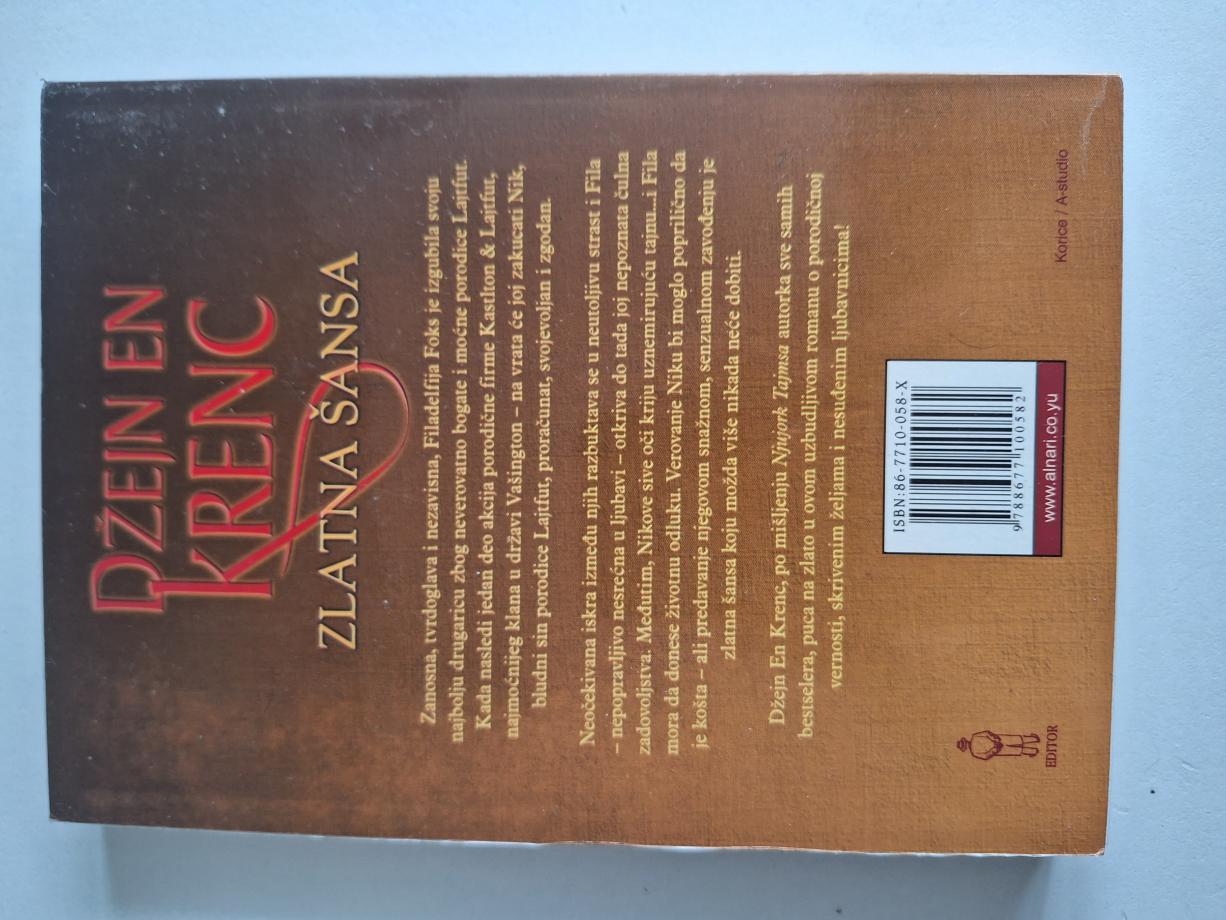 DŽEJN EN
KRENC
ZLATNA ŠANSA
Zanosna, tvrdoglava i nezavisna, Filadelfija Foks je izgubila svoju
najbolju drugaricu zbog neverovatno bogate i moćne porodice Lajtfut.
Kada nasledi jedan deo akcija porodične firme Kastlton & Lajtfut,
najmoćnijeg klana u državi Vašington – na vrata će joj zakucati Nik,
bludni sin porodice Lajtfut, proračunat, svojevoljan i zgodan.
Neočekivana iskra između njih razbuktava se u neutoljivu strast i Fila
– nepopravljivo nesrećna u ljubavi – otkriva do tada joj nepoznata čulna
zadovoljstva. Međutim, Nikove sive oči kriju uznemirujuću tajnu...i Fila
mora da donese životnu odluku. Verovanje Niku bi moglo poprilično da
je košta – ali predavanje njegovom snažnom, senzualnom zavođenju je
zlatna šansa koju možda više nikada neće dobiti.
Džejn En Krenc, po mišljenju Njujork Tajmsa autorka sve samih
bestselera, puca na zlato u ovom uzbudljivom romanu o porodičnoj
vernosti, skrivenim željama i nesuđenim ljubavnicima!
EDITOR
ISBN:86-7710-058-X
9 788677 100582
www.alnari.co.yu
Korice / A-studio